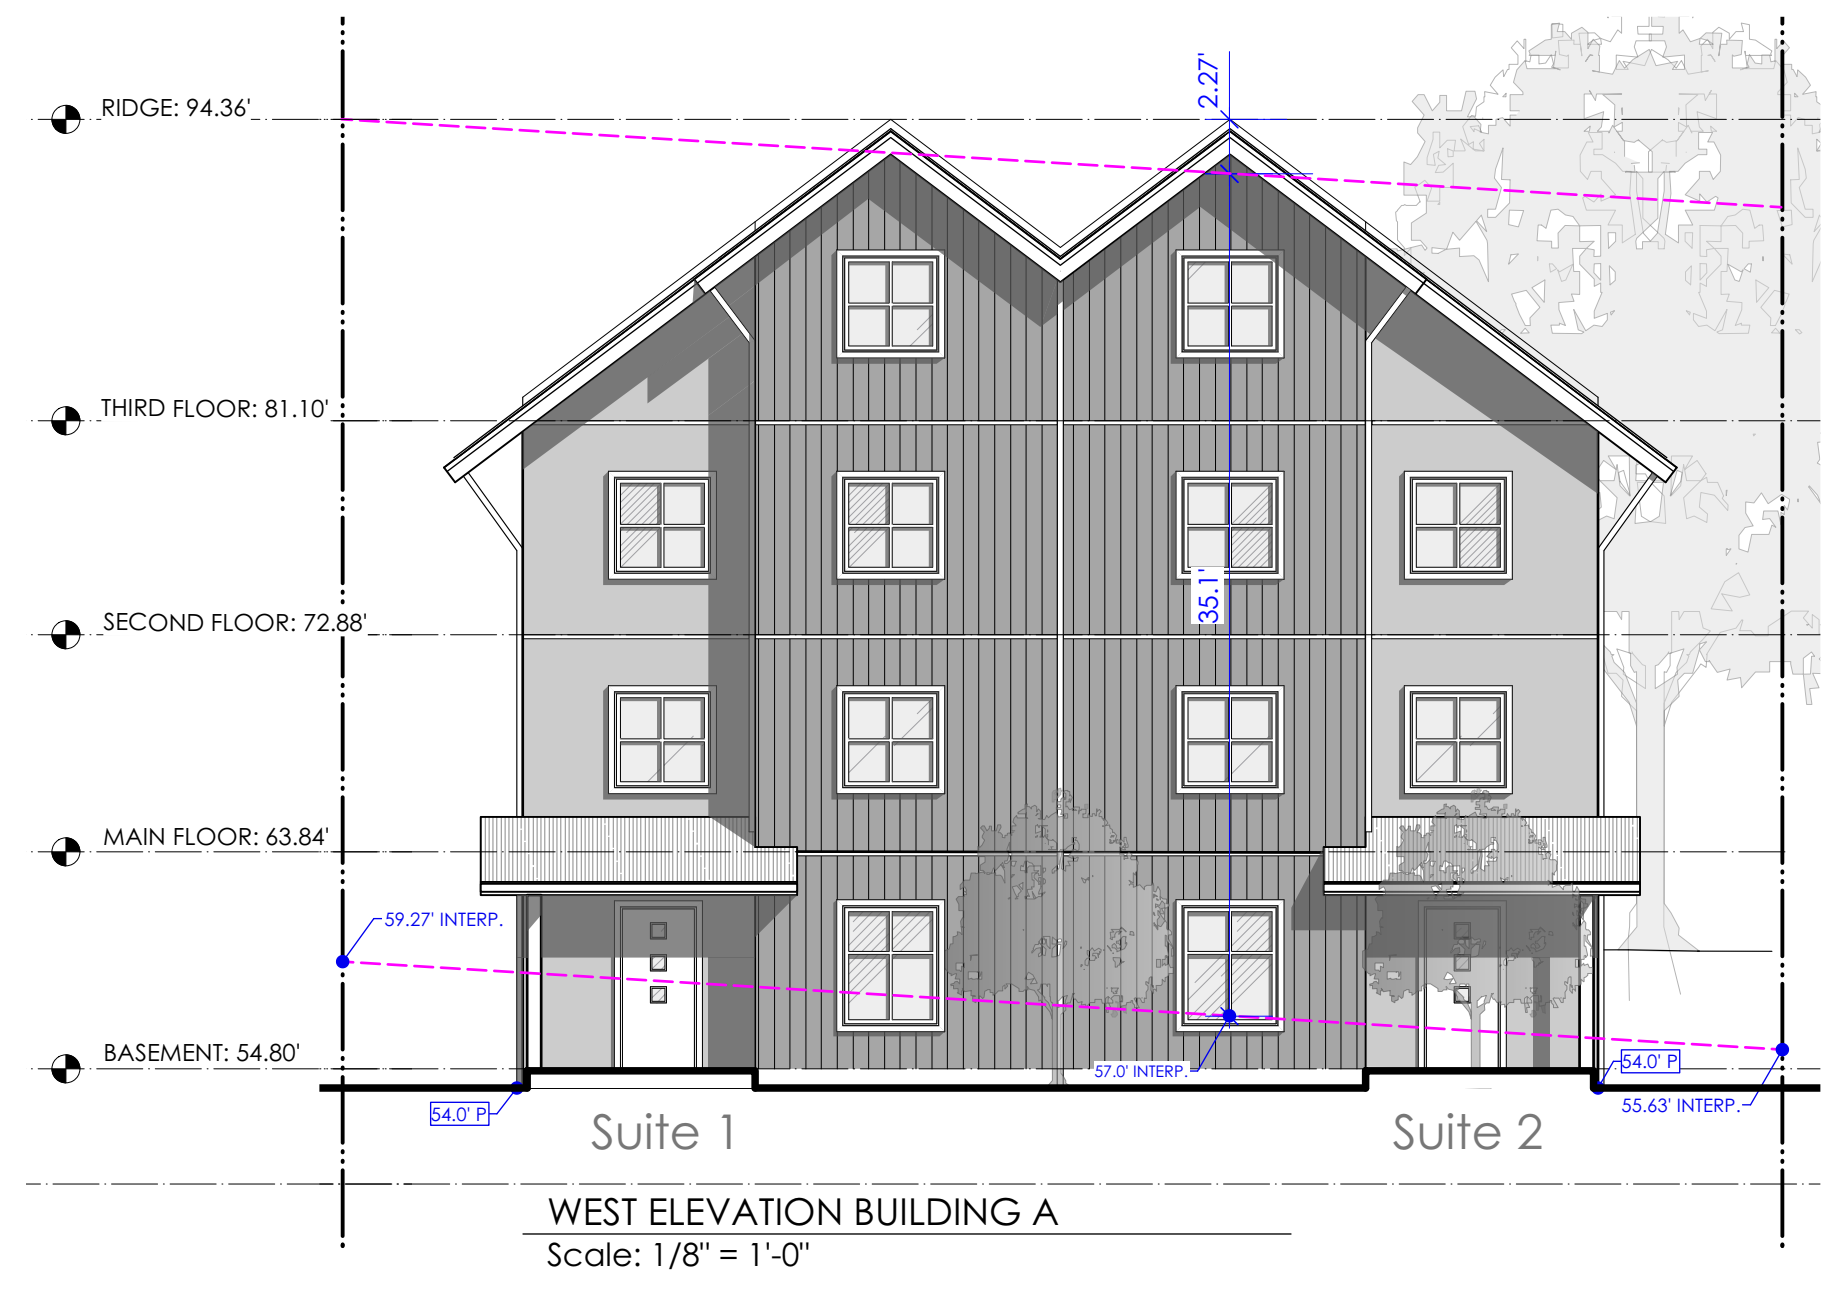 2.27'
RIDGE: 94.36'
THIRD FLOOR: 81.10'
35.1'
SECOND FLOOR: 72.88'
MAIN FLOOR: 63.84'
59.27' INTERP.
BASEMENT: 54.80'
57.0' INTERP.
54.0' P
54.0' P
55.63' INTERP.
Suite 1
Suite 2
WEST ELEVATION BUILDING A
Scale: 1/8" = 1'-0"